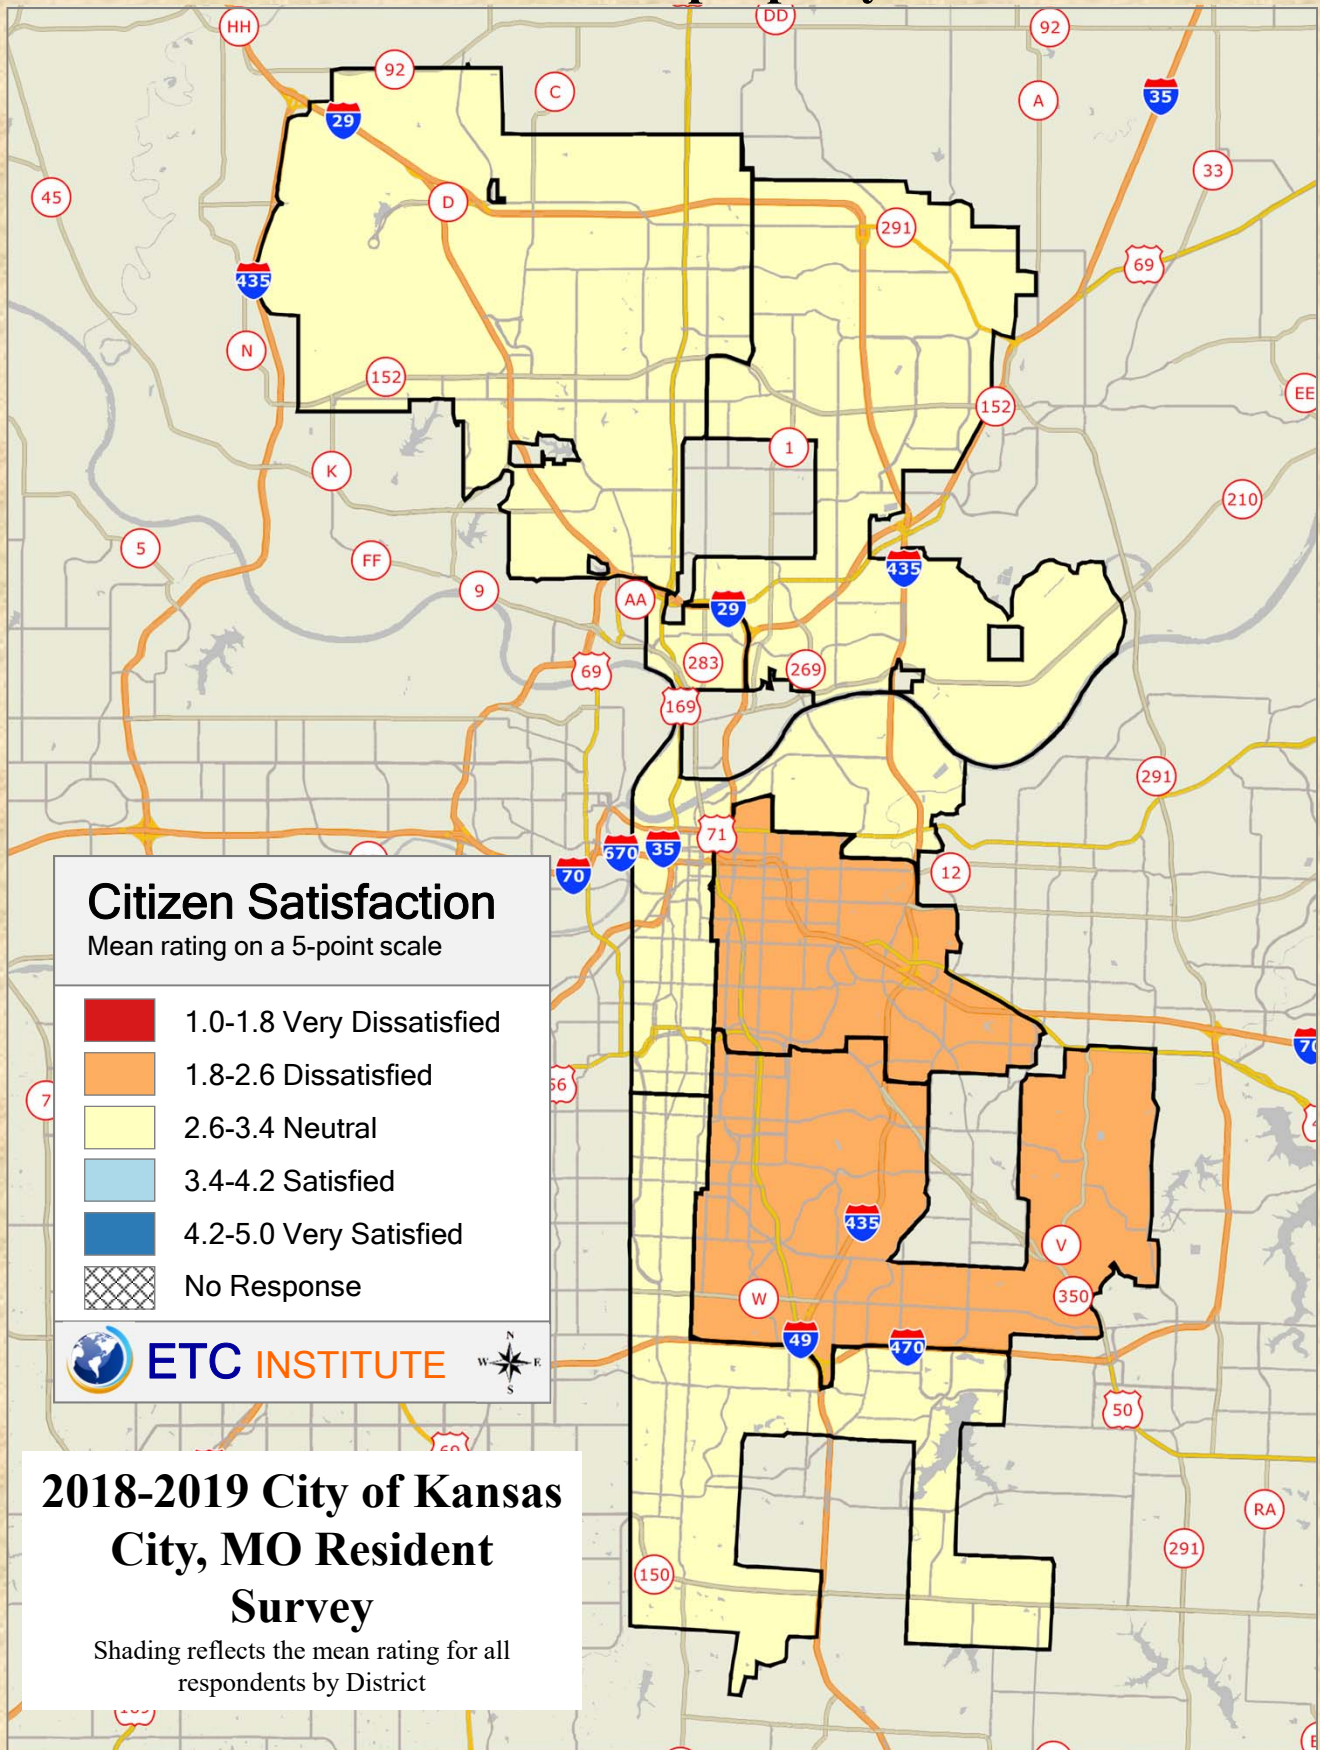 HH
DD
92
92
C
A
35
29
33
45
D
291
69
435
N
152
EE
152
1
K
210
5
FF
435
9
AA
29
283
269
69
169
291
71
670
35
70
12
Citizen Satisfaction
Mean rating on a 5-point scale
1.0-1.8 Very Dissatisfied
1.8-2.6 Dissatisfied
2.6-3.4 Neutral
3.4-4.2 Satisfied
4.2-5.0 Very Satisfied
No Response
ETC INSTITUTE
N
W E
S
70
7
435
V
W
350
49
470
50
2018-2019 City of Kansas
City, MO Resident
Survey
Shading reflects the mean rating for all
respondents by District
RA
291
150